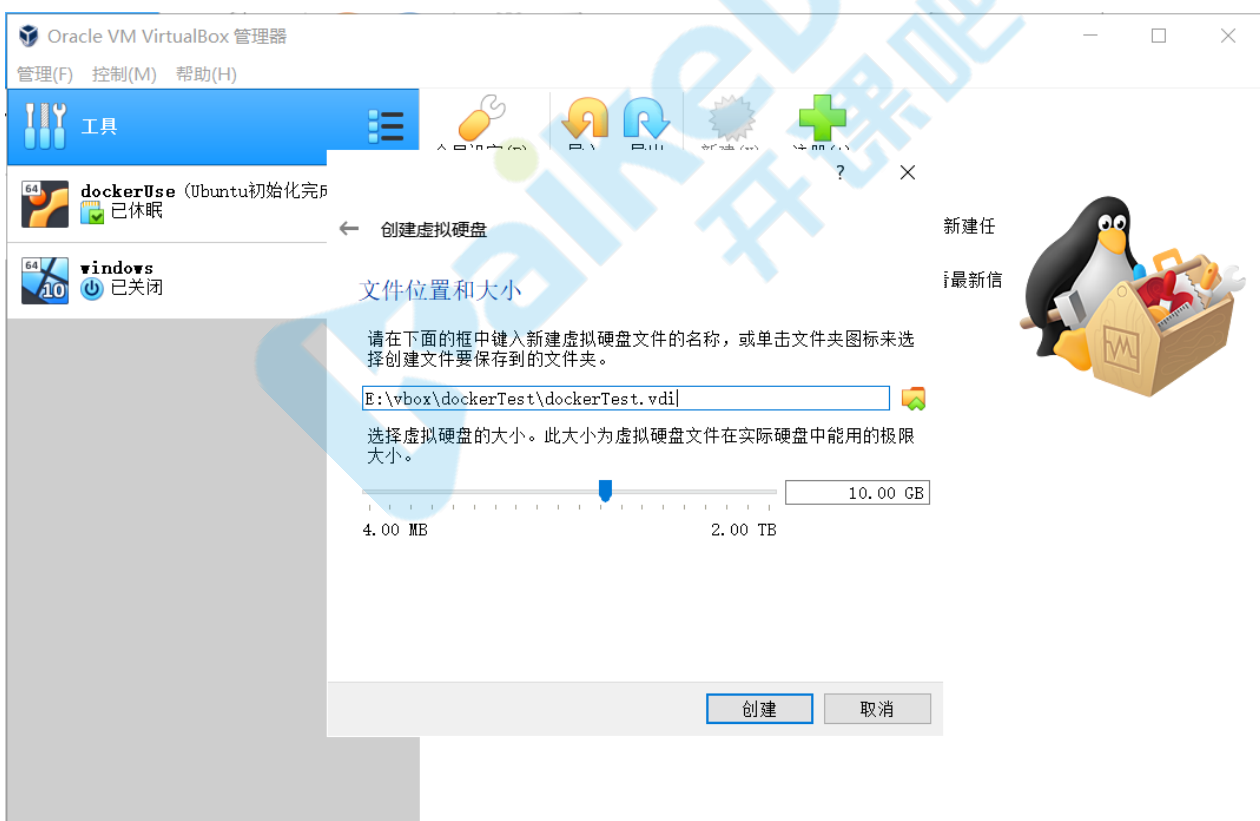 Oracle VM VirtualBox 管理器
管理(F) 控制(M) 帮助(H)
工具
64
dockerUse (Ubuntu初始化完
已休眠
64
windows
10
已关闭
?
创建虚拟硬盘
文件位置和大小
请在下面的框中键入新建虚拟硬盘文件的名称，或单击文件夹图标来选
择创建文件要保存到的文件夹。
E:\vbox\dockerTest\dockerTest.vdi
选择虚拟硬盘的大小。此大小为虚拟硬盘文件在实际硬盘中能用的极限
大小。
10.00 GB
4.00 MB
2.00 TB
创建
取消
新建任
最新信
开课吧